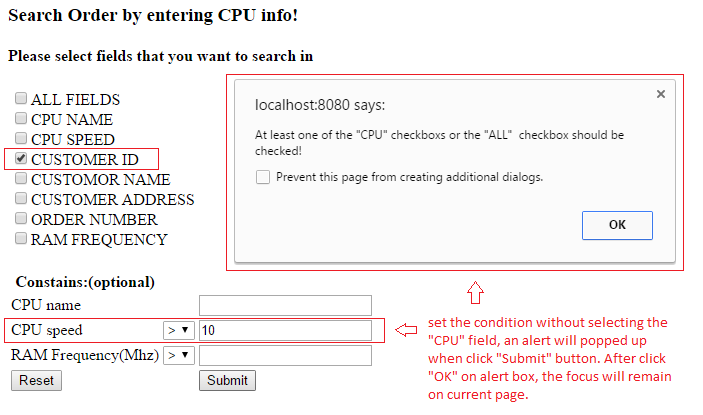 Search Order by entering CPU info!
Please select fields that you want to search in
ALL FIELDS
CPU NAME
CPU SPEED
CUSTOMER ID
CUSTOMOR NAME
CUSTOMER ADDRESS
ORDER NUMBER
RAM FREQUENCY
localhost:8080 says:
At least one of the "CPU" checkboxs or the "ALL" checkbox should be
checked!
Prevent this page from creating additional dialogs.
OK
Constains:(optional)
CPU name
CPU speed > 10
RAM Frequency(Mhz) >
Reset Submit
set the condition without selecting the
"CPU" field, an alert will popped up
when click "Submit" button. After click
"OK" on alert box, the focus will remain
on current page.